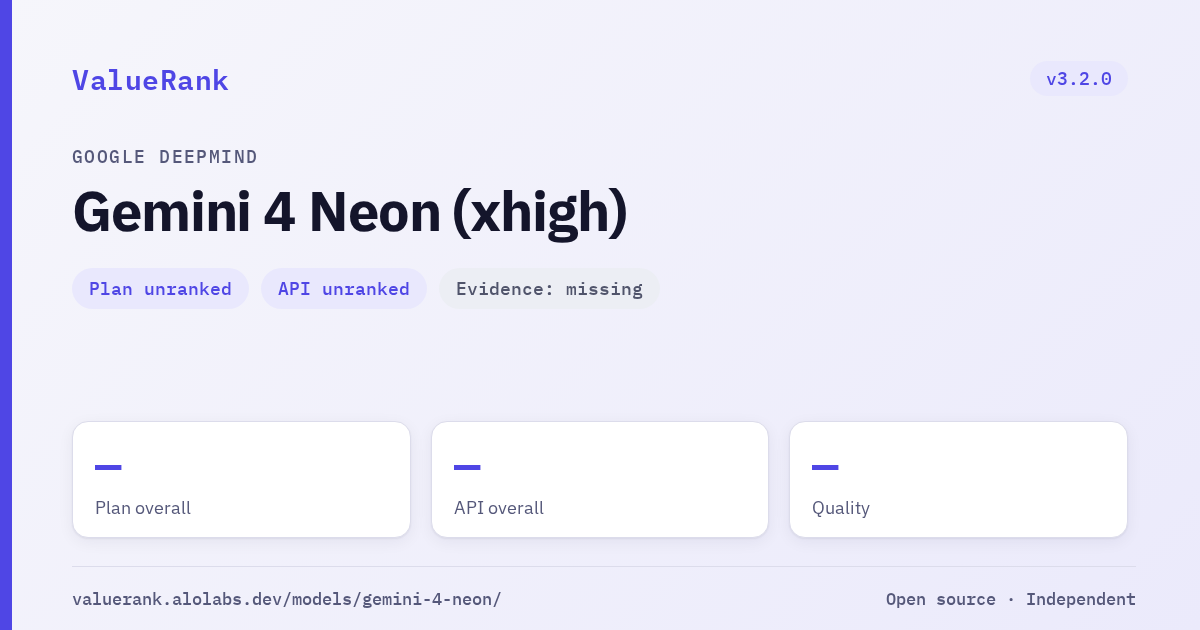 ValueRank
v3.2.0
GOOGLE DEEPMIND
Gemini 4 Neon (xhigh)
Plan unranked
API unranked
Evidence: missing
—
Plan overall
—
API overall
—
Quality
valuerank.alolabs.dev/models/gemini-4-neon/
Open source · Independent